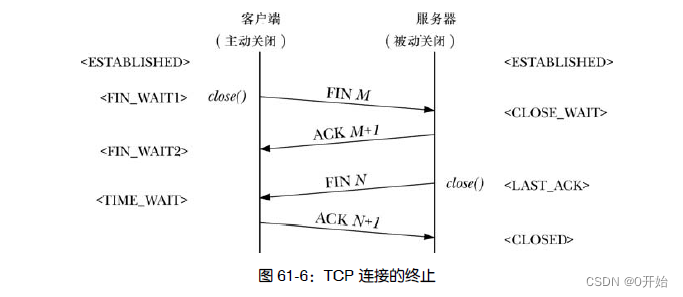 客户端 服务器
（主动关闭） （被动关闭）
<ESTABLISHED> <ESTABLISHED>
<FIN_WAIT1> close() FIN M
<CLOSE_WAIT>
ACK M+1
<FIN_WAIT2>
FIN N close() <LAST_ACK>
<TIME_WAIT>
ACK N+1
<CLOSED>
图 61-6：TCP 连接的终止
CSDN @0开始